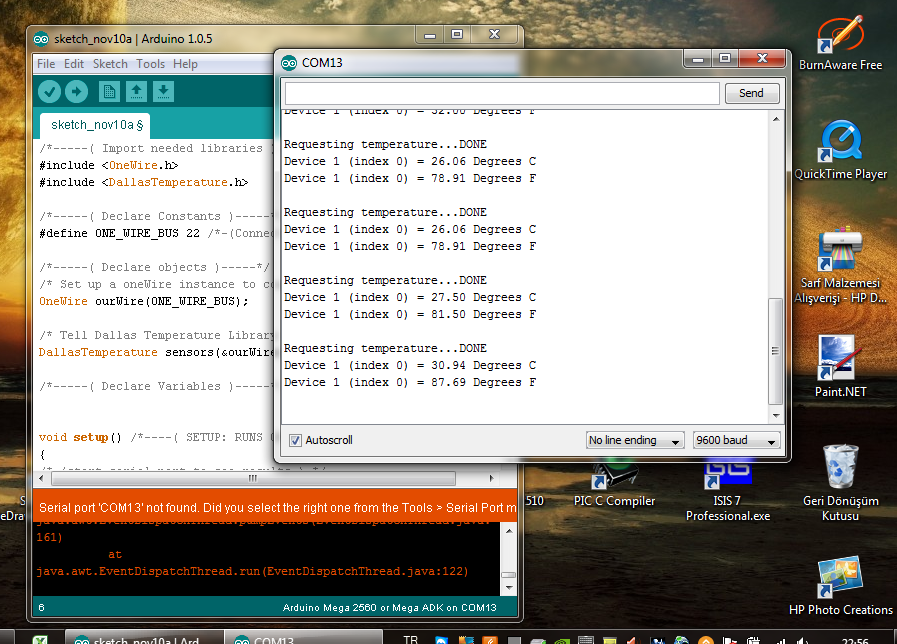 sketch_nov10a | Arduino 1.0.5
File Edit Sketch Tools Help
sketch_nov10a §
/*-----( Import needed libraries
#include <OneWire.h>
#include <DallasTemperature.h>
/*-----( Declare Constants )-----*
#define ONE_WIRE_BUS 22 /*-(Connec
/*-----( Declare objects )-----*/
/* Set up a oneWire instance to co
OneWire ourWire(ONE_WIRE_BUS);
/* Tell Dallas Temperature Library
DallasTemperature sensors(&ourWire
/*-----( Declare Variables )-----*
void setup() /*----( SETUP: RUNS
{
Serial port 'COM13' not found. Did you select the right one from the Tools > Serial Port m
161)
at
java.awt.EventDispatchThread.run(EventDispatchThread.java:122)
6
Arduino Mega 2560 or Mega ADK on COM13
COM13
Send
Device 1 (index 0) = 32.00 Degrees F
Requesting temperature...DONE
Device 1 (index 0) = 26.06 Degrees C
Device 1 (index 0) = 78.91 Degrees F
Requesting temperature...DONE
Device 1 (index 0) = 26.06 Degrees C
Device 1 (index 0) = 78.91 Degrees F
Requesting temperature...DONE
Device 1 (index 0) = 27.50 Degrees C
Device 1 (index 0) = 81.50 Degrees F
Requesting temperature...DONE
Device 1 (index 0) = 30.94 Degrees C
Device 1 (index 0) = 87.69 Degrees F
Autoscroll
No line ending
9600 baud
BurnAware Free
QuickTime Player
Sarf Malzemesi
Alışverişi - HP D...
Paint.NET
510
PIC C Compiler
ISIS 7
Professional.exe
Geri Dönüşüm
Kutusu
HP Photo Creations
sketch_nov10a | Ard
COM13
TR
22:56